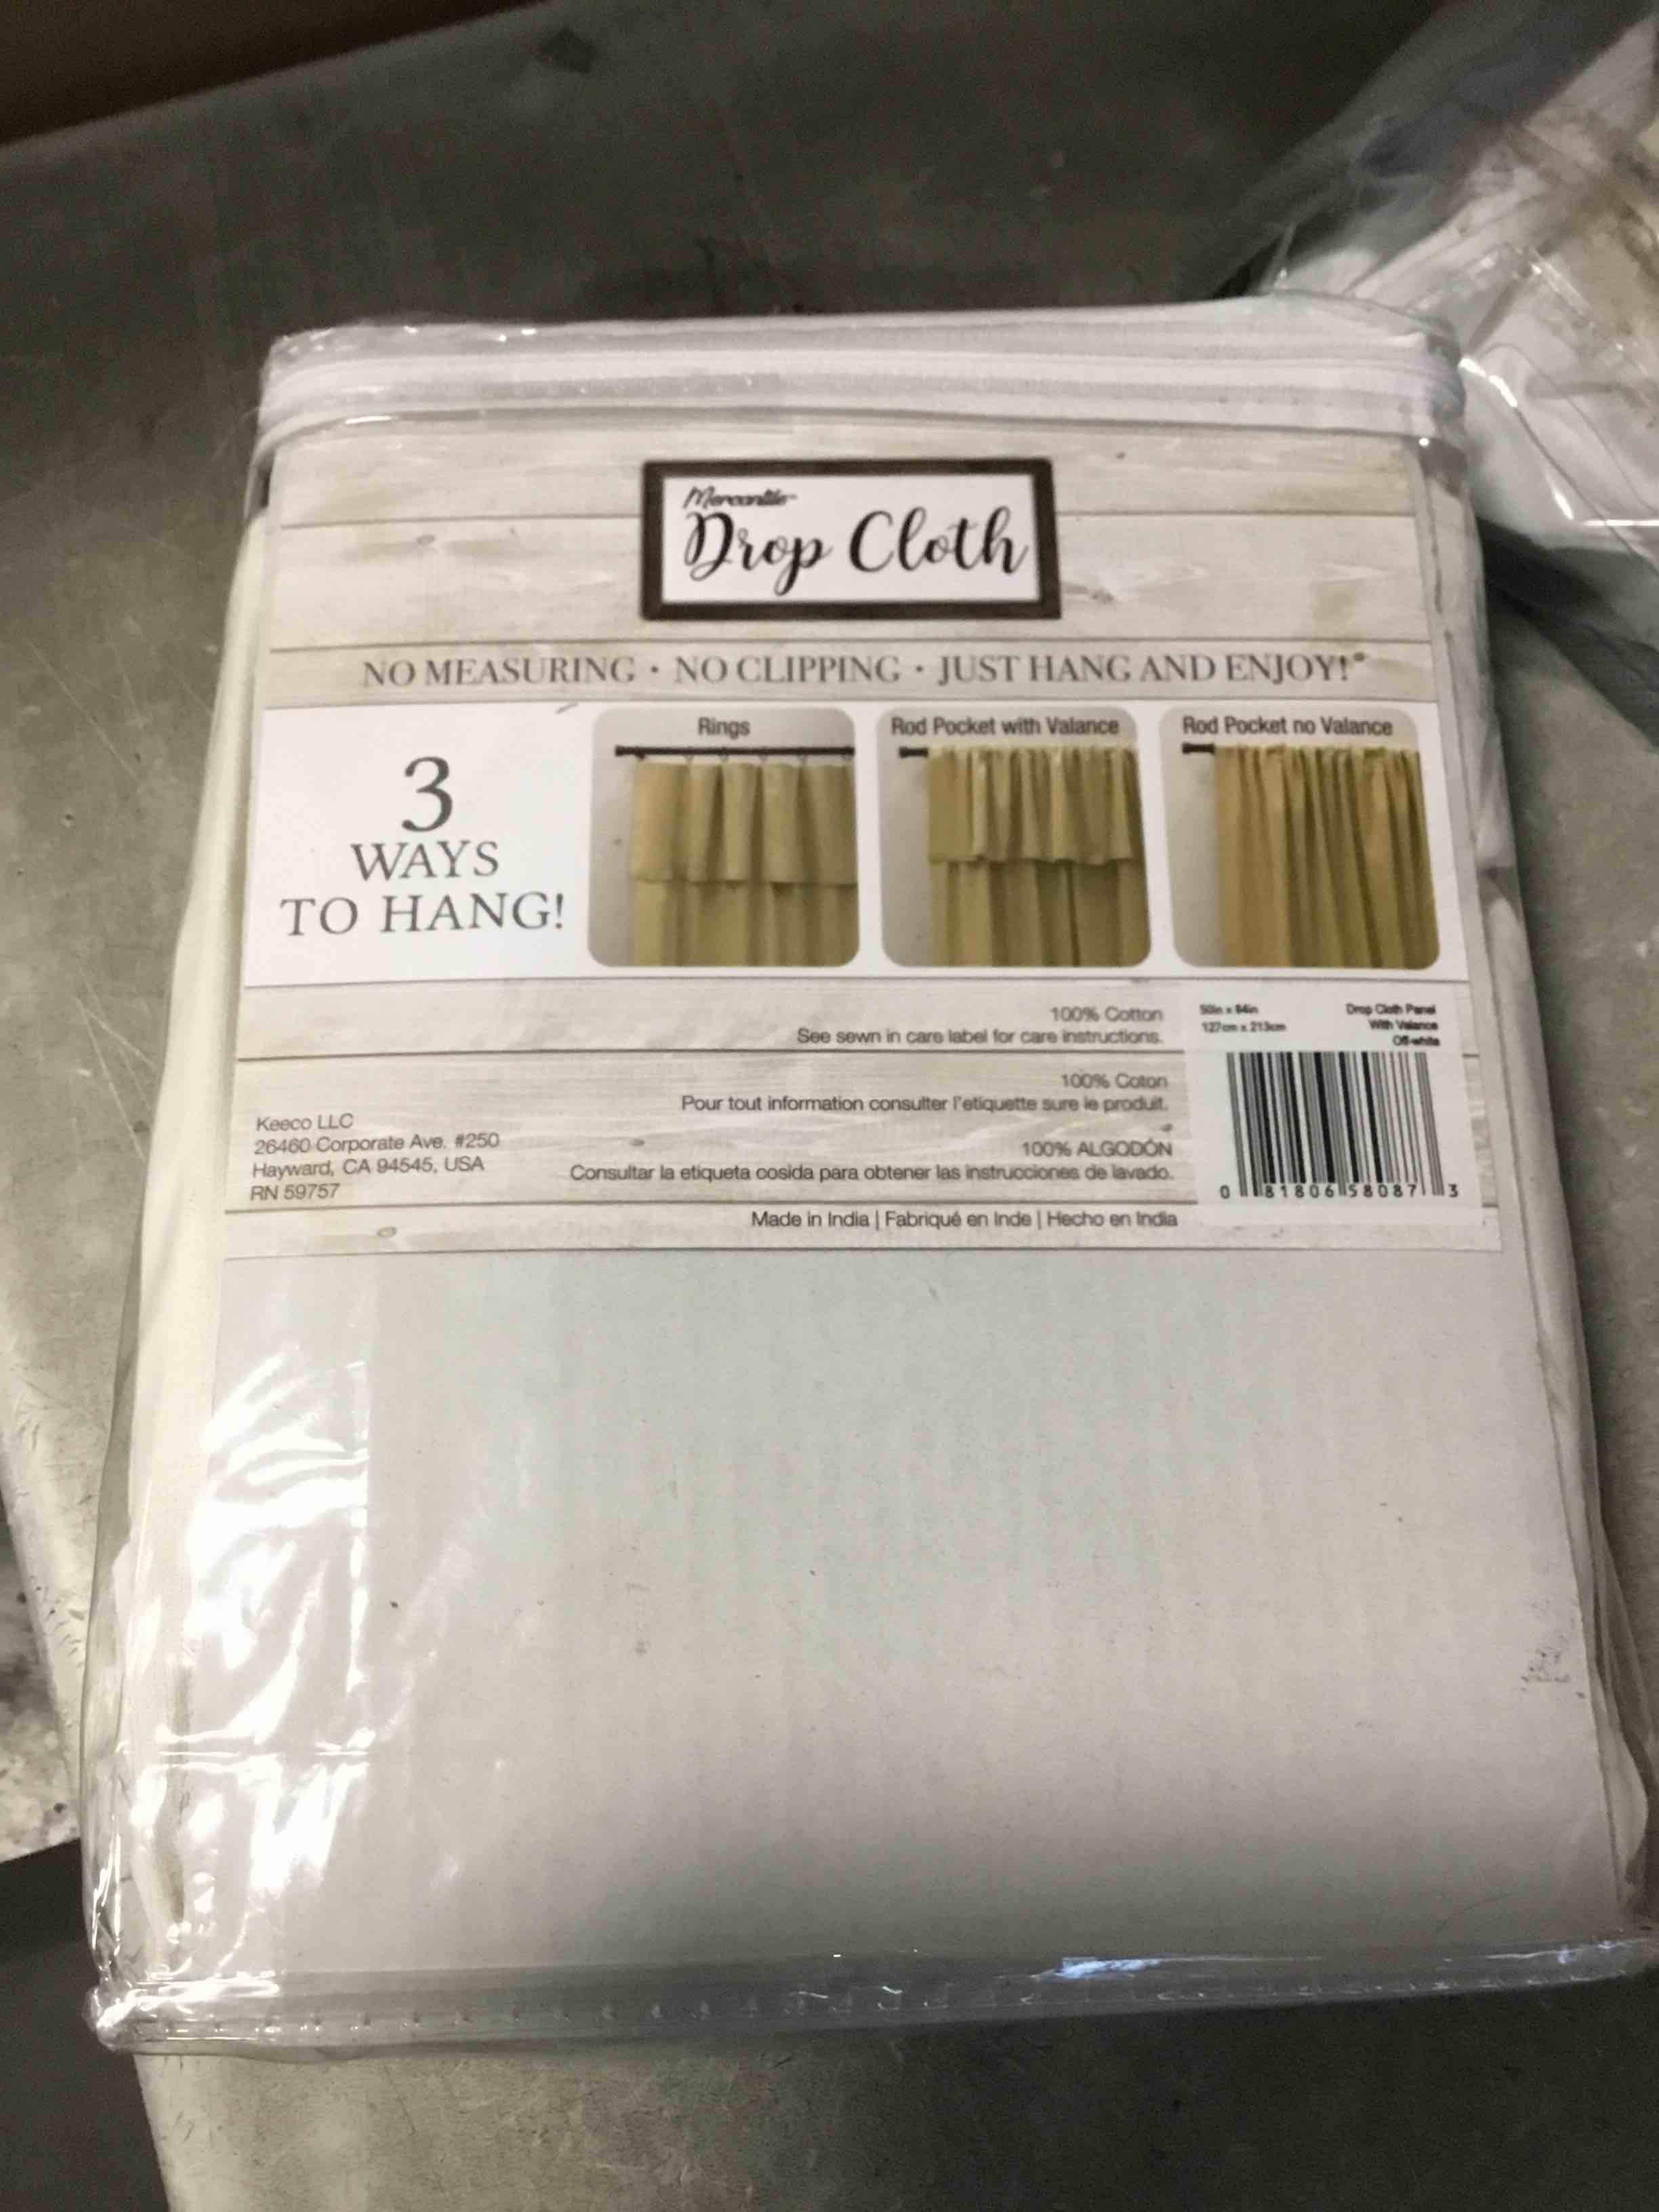 Mercantile
Drop Cloth
NO MEASURING • NO CLIPPING • JUST HANG AND ENJOY!®
3
WAYS
TO HANG!
Rings
Rod Pocket with Valance
Rod Pocket no Valance
100% Cotton
See sewn in care label for care instructions.
100% Coton
Pour tout information consulter l'etiquette sure le produit.
100% ALGODÓN
Consultar la etiqueta cosida para obtener las instrucciones de lavado.
Made in India | Fabriqué en Inde | Hecho en India
Keeco LLC
26460 Corporate Ave. #250
Hayward, CA 94545, USA
RN 59757
50in x 84in
127cm x 213cm
Drop Cloth Panel
With Valance
Off-white
0 81806 58087 3